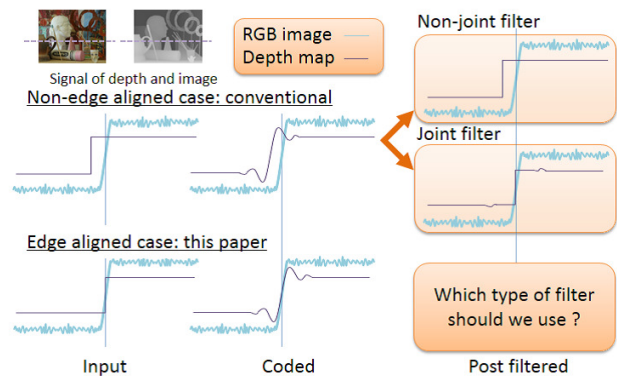 RGB image
Depth map
Signal of depth and image
Non-edge aligned case: conventional
Non-joint filter
Joint filter
Edge aligned case: this paper
Which type of filter
should we use ?
Input
Coded
Post filtered